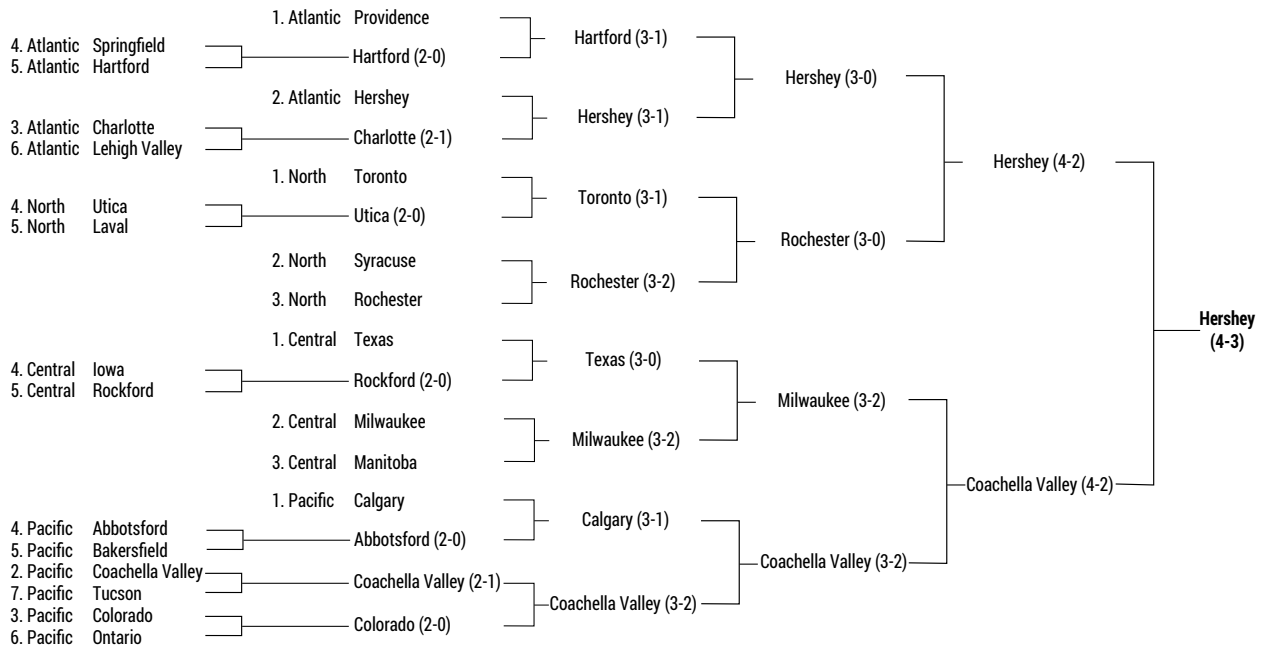 1. Atlantic Providence
4. Atlantic Springfield
5. Atlantic Hartford
Hartford (2-0)
Hartford (3-1)
2. Atlantic Hershey
3. Atlantic Charlotte
6. Atlantic Lehigh Valley
Charlotte (2-1)
Hershey (3-1)
Hershey (3-0)
1. North Toronto
4. North Utica
5. North Laval
Utica (2-0)
Toronto (3-1)
2. North Syracuse
3. North Rochester
Rochester (3-2)
Rochester (3-0)
Hershey (4-2)
1. Central Texas
4. Central Iowa
5. Central Rockford
Rockford (2-0)
Texas (3-0)
2. Central Milwaukee
3. Central Manitoba
Milwaukee (3-2)
Milwaukee (3-2)
1. Pacific Calgary
4. Pacific Abbotsford
5. Pacific Bakersfield
Abbotsford (2-0)
Calgary (3-1)
2. Pacific Coachella Valley
7. Pacific Tucson
Coachella Valley (2-1)
3. Pacific Colorado
6. Pacific Ontario
Colorado (2-0)
Coachella Valley (3-2)
Coachella Valley (3-2)
Coachella Valley (4-2)
Hershey
(4-3)